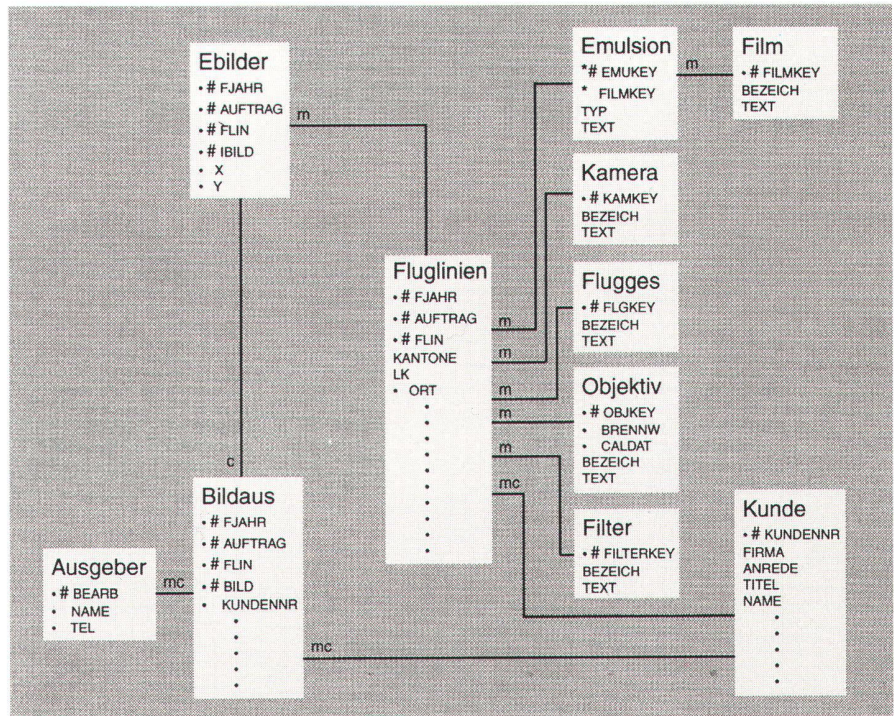 Ebilder
• # FJAHR
• # AUFTRAG
• # FLIN
• # IBILD
• X
• Y
m
c
Emulsion
*# EMUKEY
* FILMKEY
TYP
TEXT
m
Film
• # FILMKEY
BEZEICH
TEXT
Kamera
• # KAMKEY
BEZEICH
TEXT
Fluglinien
• # FJAHR
• # AUFTRAG
• # FLIN
KANTONE
LK
• ORT
•
•
•
•
•
•
•
•
•
m
m
m
m
m
mc
Flugges
• # FLGKEY
BEZEICH
TEXT
Objektiv
• # OBJKEY
• BRENNW
• CALDAT
BEZEICH
TEXT
Filter
• # FILTERKEY
BEZEICH
TEXT
Bildaus
• # FJAHR
• # AUFTRAG
• # FLIN
• # BILD
• KUNDENNR
•
•
•
•
•
mc
Ausgeber
• # BEARB
• NAME
• TEL
mc
Kunde
• # KUNDENNR
FIRMA
ANREDE
TITEL
NAME
•
•
•
•
•